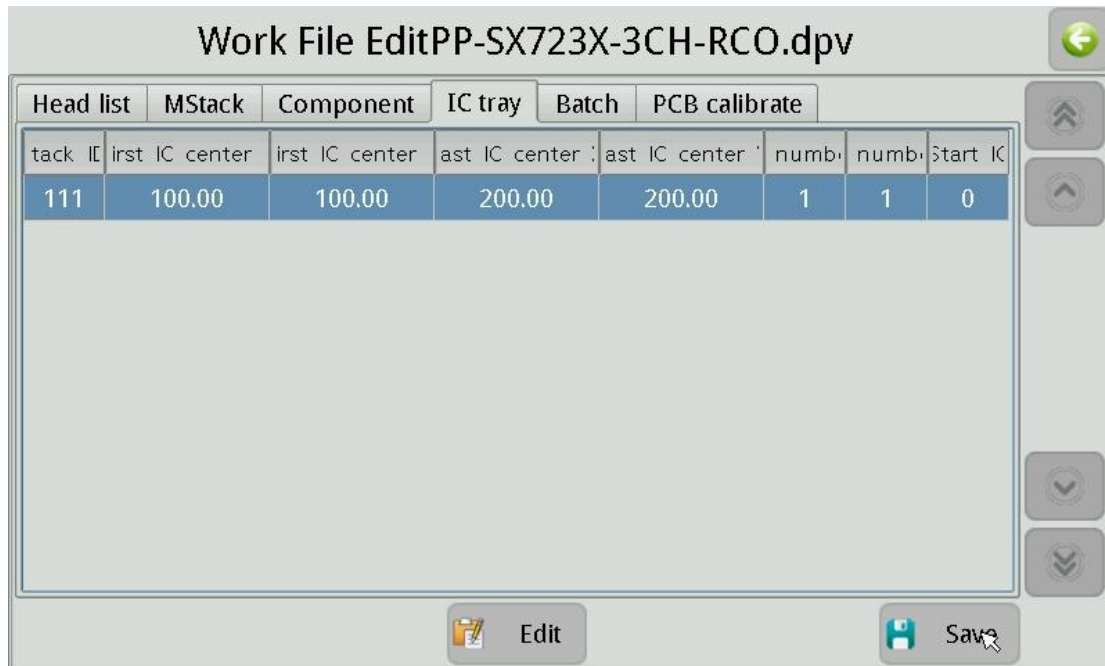 Work File EditPP-SX723X-3CH-RCO.dpv
Head list MStack Component IC tray Batch PCB calibrate
tack irst IC center irst IC center ast IC center ast IC center numb numb Start IC
111 100.00 100.00 200.00 200.00 1 1 0
Edit Save